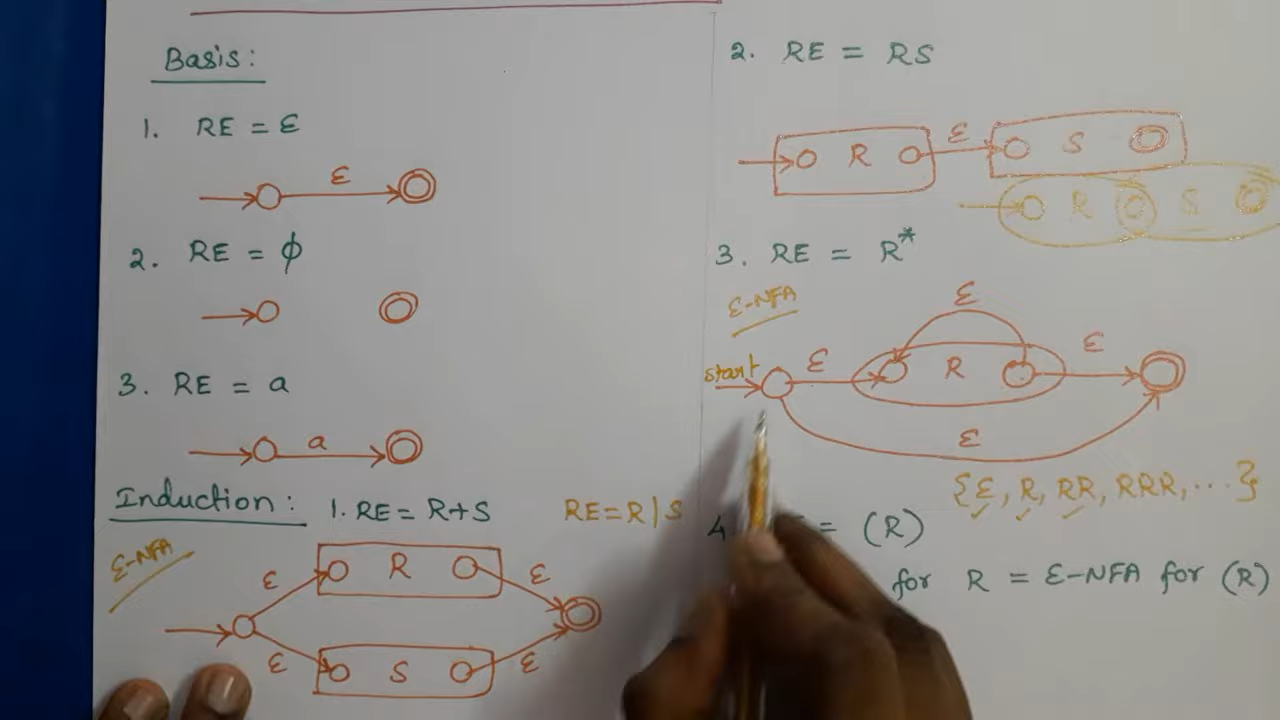 Basis:
1. RE = ε
ε
2. RE = ϕ
3. RE = a
a
Induction: 1. RE = R+S RE=R|S
ε-NFA
ε R ε
ε S ε
2. RE = RS
R ε S
R S
3. RE = R*
ε-NFA
ε
start ε R ε
ε
{ε, R, RR, RRR, ...}
4. = (R)
for R = ε-NFA for (R)